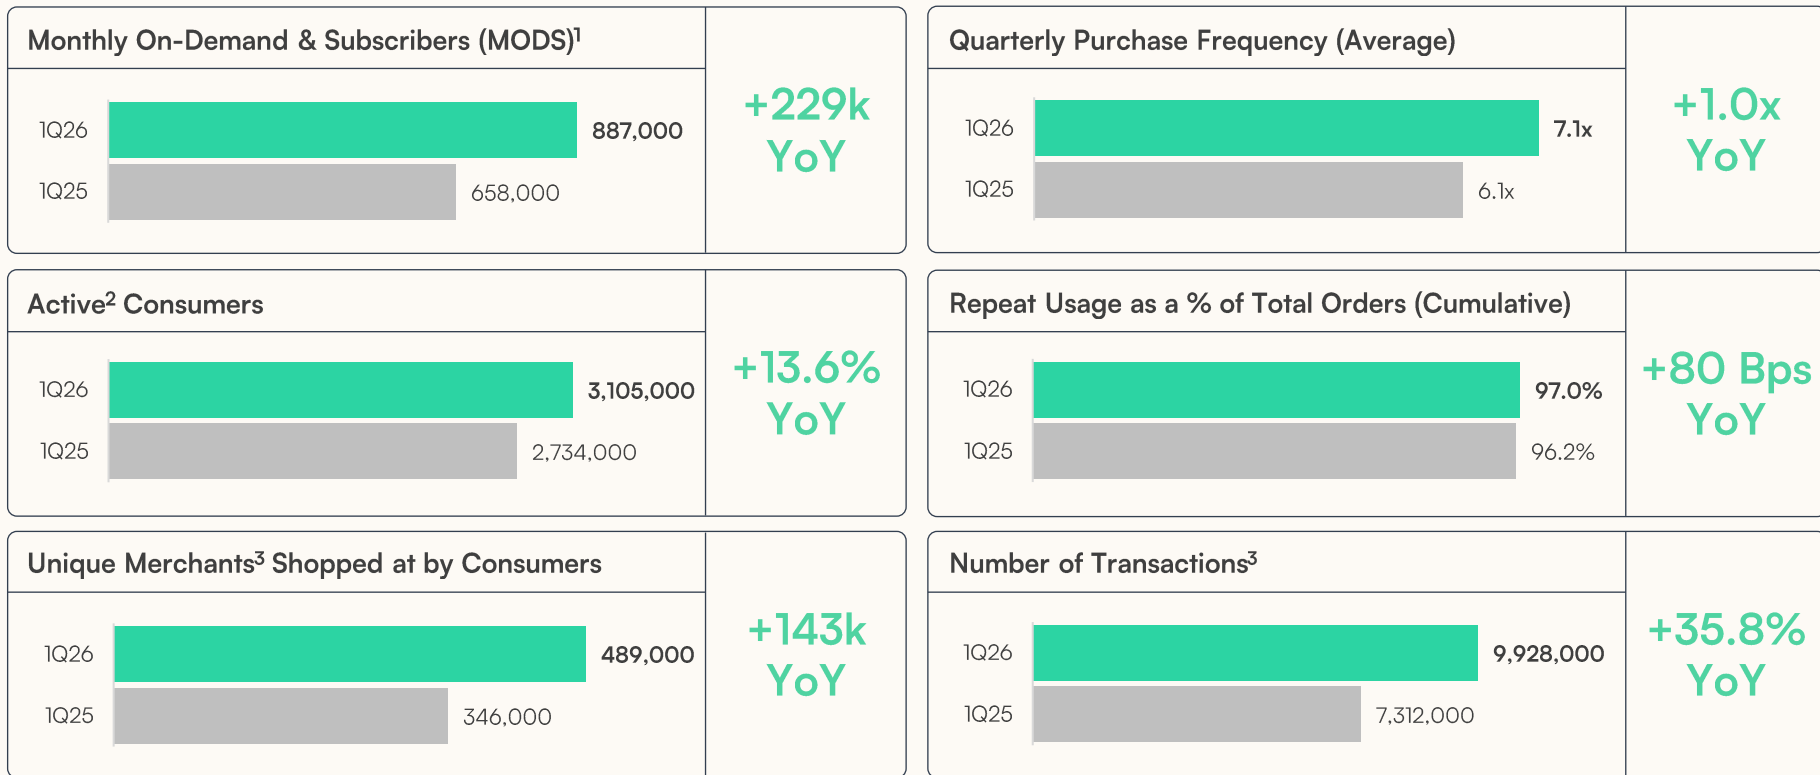 Monthly On-Demand & Subscribers (MODS)¹
1Q26
887,000
1Q25
658,000
+229k
YoY
Quarterly Purchase Frequency (Average)
1Q26
7.1x
1Q25
6.1x
+1.0x
YoY
Active² Consumers
1Q26
3,105,000
1Q25
2,734,000
+13.6%
YoY
Repeat Usage as a % of Total Orders (Cumulative)
1Q26
97.0%
1Q25
96.2%
+80 Bps
YoY
Unique Merchants³ Shopped at by Consumers
1Q26
489,000
1Q25
346,000
+143k
YoY
Number of Transactions³
1Q26
9,928,000
1Q25
7,312,000
+35.8%
YoY